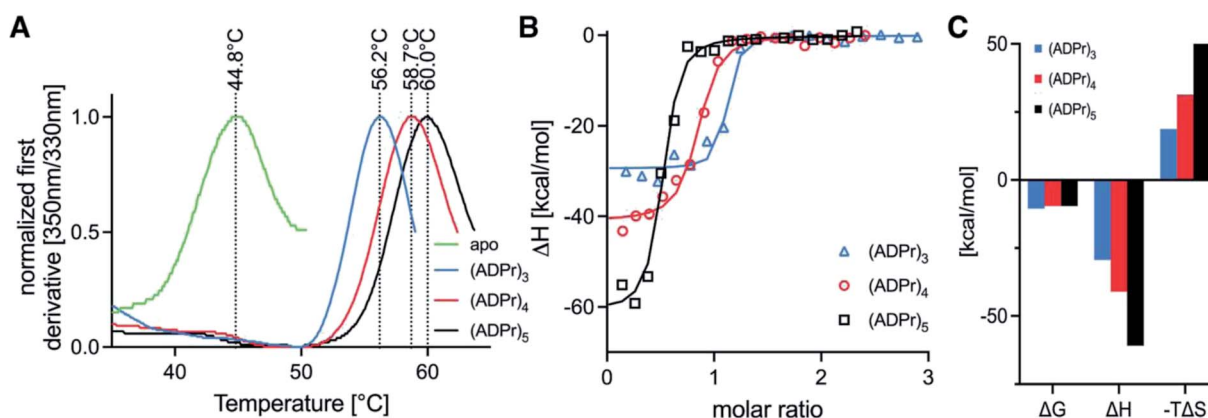 A
44.8°C
56.2°C
58.7°C
60.0°C
normalized first
derivative [350nm/330nm]
1.0
0.5
0.0
40
50
60
Temperature [°C]
apo
(ADPr)3
(ADPr)4
(ADPr)5
B
ΔH [kcal/mol]
0
-20
-40
-60
0
1
2
3
molar ratio
(ADPr)3
(ADPr)4
(ADPr)5
C
[kcal/mol]
50
0
-50
(ADPr)3
(ADPr)4
(ADPr)5
ΔG
ΔH
-TΔS